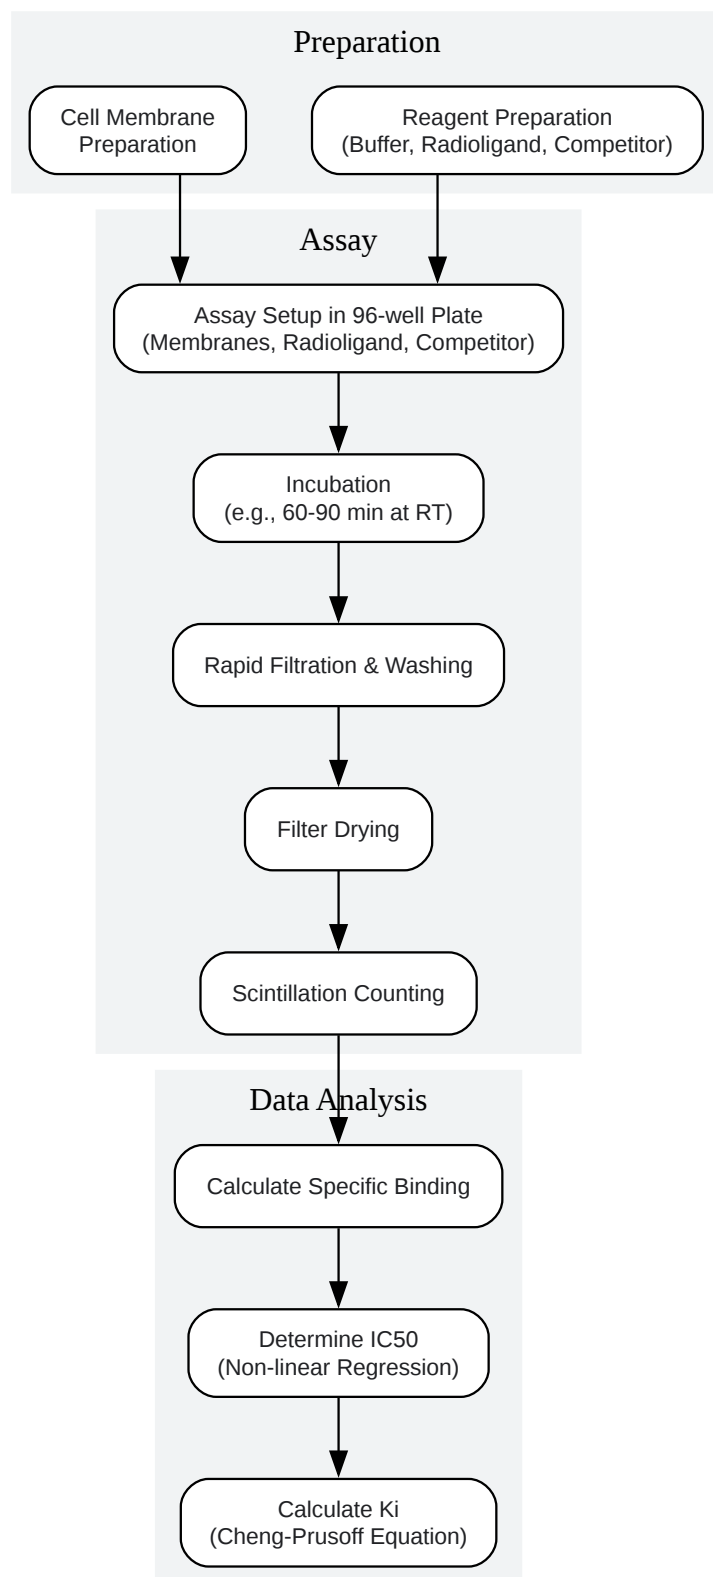 Preparation
Cell Membrane
Preparation
Reagent Preparation
(Buffer, Radioligand, Competitor)
Assay
Assay Setup in 96-well Plate
(Membranes, Radioligand, Competitor)
Incubation
(e.g., 60-90 min at RT)
Rapid Filtration & Washing
Filter Drying
Scintillation Counting
Data Analysis
Calculate Specific Binding
Determine IC50
(Non-linear Regression)
Calculate Ki
(Cheng-Prusoff Equation)